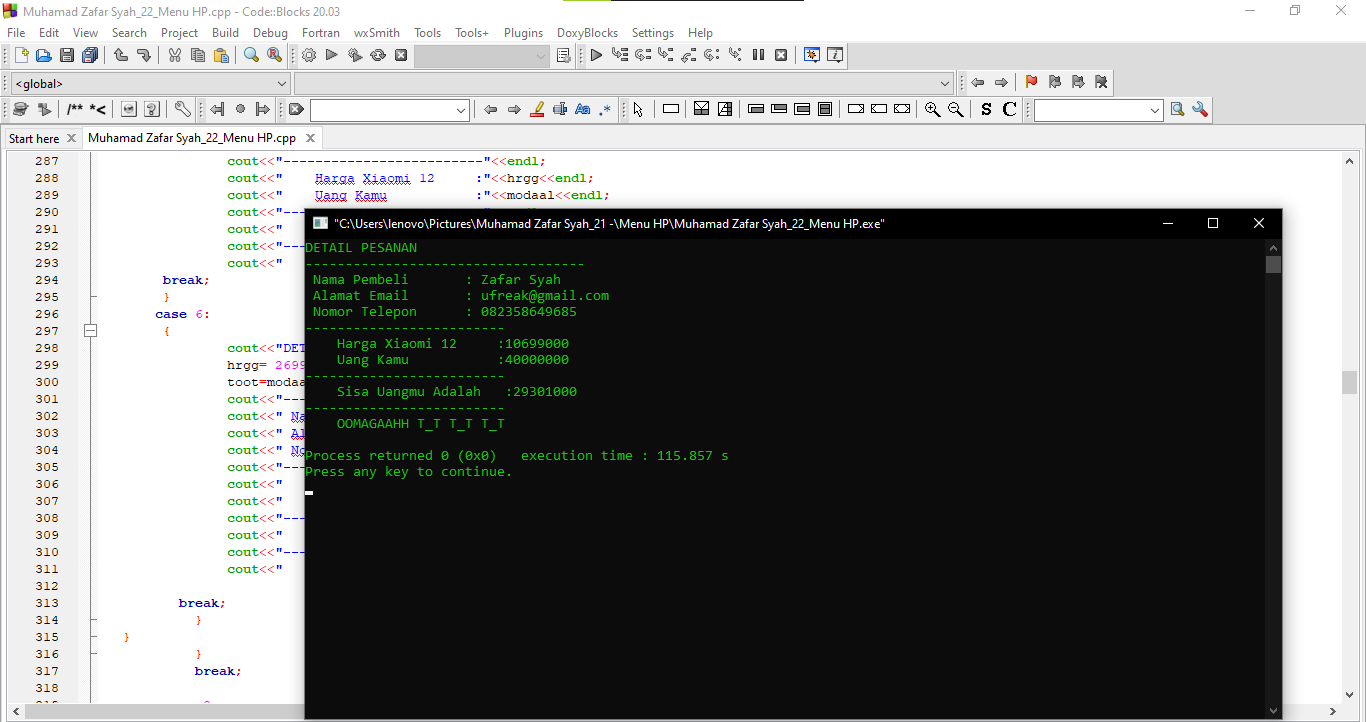 Muhamad Zafar Syah_22_Menu HP.cpp - Code::Blocks 20.03
File Edit View Search Project Build Debug Fortran wxSmith Tools Tools+ Plugins DoxyBlocks Settings Help
<global>
/** *<
Aa .*
S C
Start here Muhamad Zafar Syah_22_Menu HP.cpp
287 cout<<"-------------------------"<<endl;
288 cout<<"    Harga Xiaomi 12     :"<<hrgg<<endl;
289 cout<<"    Uang Kamu           :"<<modaal<<endl;
290 cout<<"---
291 cout<<"
292 cout<<"---
293 cout<<"
294 break;
295 }
296 case 6:
297 {
298 cout<<"DET
299 hrgg= 2699
300 toot=modaa
301 cout<<"---
302 cout<<" Na
303 cout<<" Al
304 cout<<" No
305 cout<<"---
306 cout<<"
307 cout<<"
308 cout<<"---
309 cout<<"
310 cout<<"---
311 cout<<"
312
313 break;
314 }
315 }
316 }
317 break;
318
"C:\Users\lenovo\Pictures\Muhamad Zafar Syah_21 -\Menu HP\Muhamad Zafar Syah_22_Menu HP.exe"
DETAIL PESANAN
-----------------------------------
 Nama Pembeli       : Zafar Syah
 Alamat Email       : ufreak@gmail.com
 Nomor Telepon      : 082358649685
-------------------------
    Harga Xiaomi 12     :10699000
    Uang Kamu           :40000000
-------------------------
    Sisa Uangmu Adalah   :29301000
-------------------------
    OOMAGAAHH T_T T_T T_T
Process returned 0 (0x0)   execution time : 115.857 s
Press any key to continue.